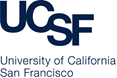 UCSF
University of California
San Francisco